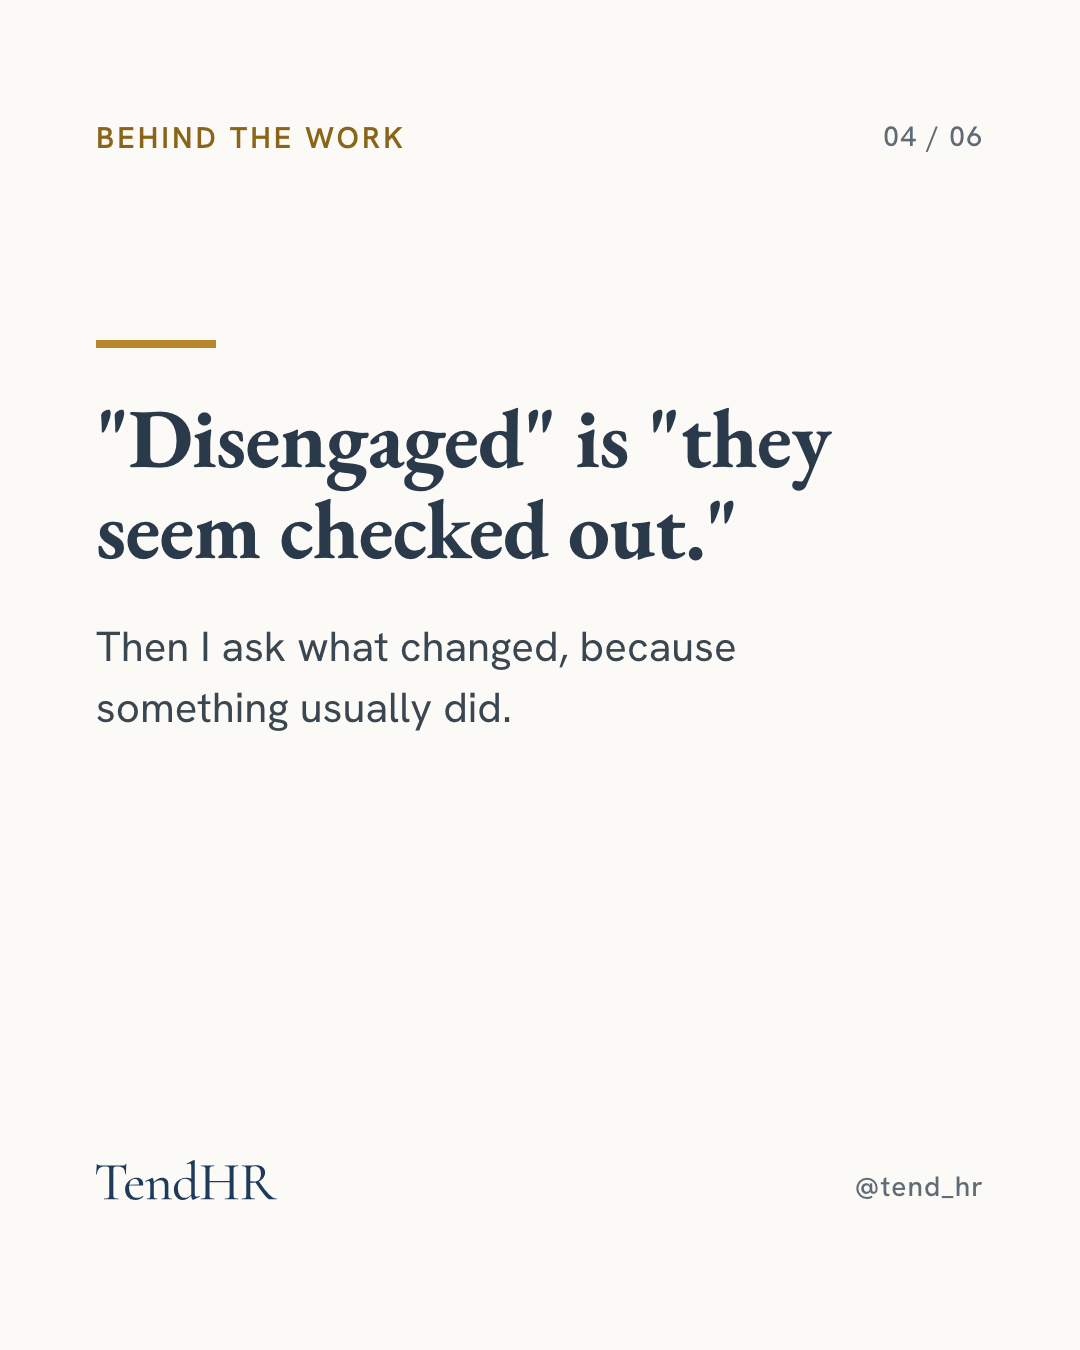 BEHIND THE WORK
04 / 06
"Disengaged" is "they
seem checked out."
Then I ask what changed, because
something usually did.
TendHR
@tend_hr